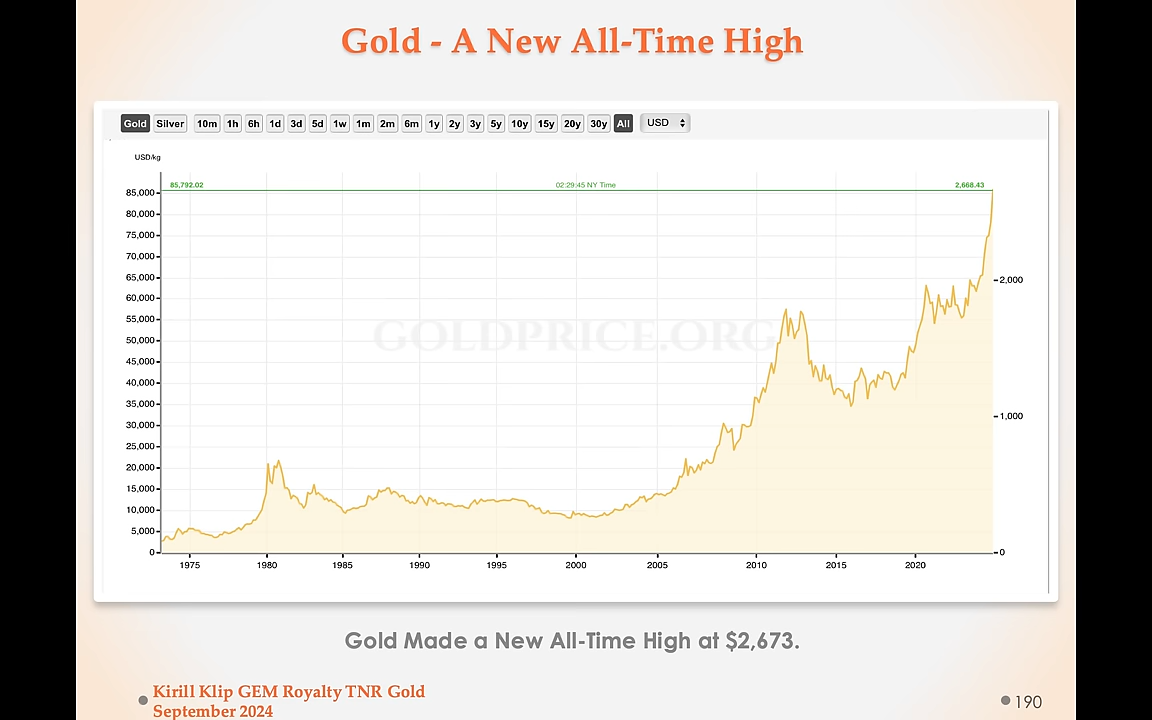 Gold - A New All-Time High
Gold Silver 10m 1h 6h 1d 3d 5d 1w 1m 2m 6m 1y 2y 3y 5y 10y 15y 20y 30y All USD
USD/kg
85,792.02 02:29:45 NY Time 2,668.43
85,000
80,000
75,000
70,000
65,000
60,000
55,000
50,000
45,000
40,000
35,000
30,000
25,000
20,000
15,000
10,000
5,000
0
2,000
1,000
0
GOLDPRICE.ORG
1975 1980 1985 1990 1995 2000 2005 2010 2015 2020
Gold Made a New All-Time High at $2,673.
Kirill Klip GEM Royalty TNR Gold
September 2024
190